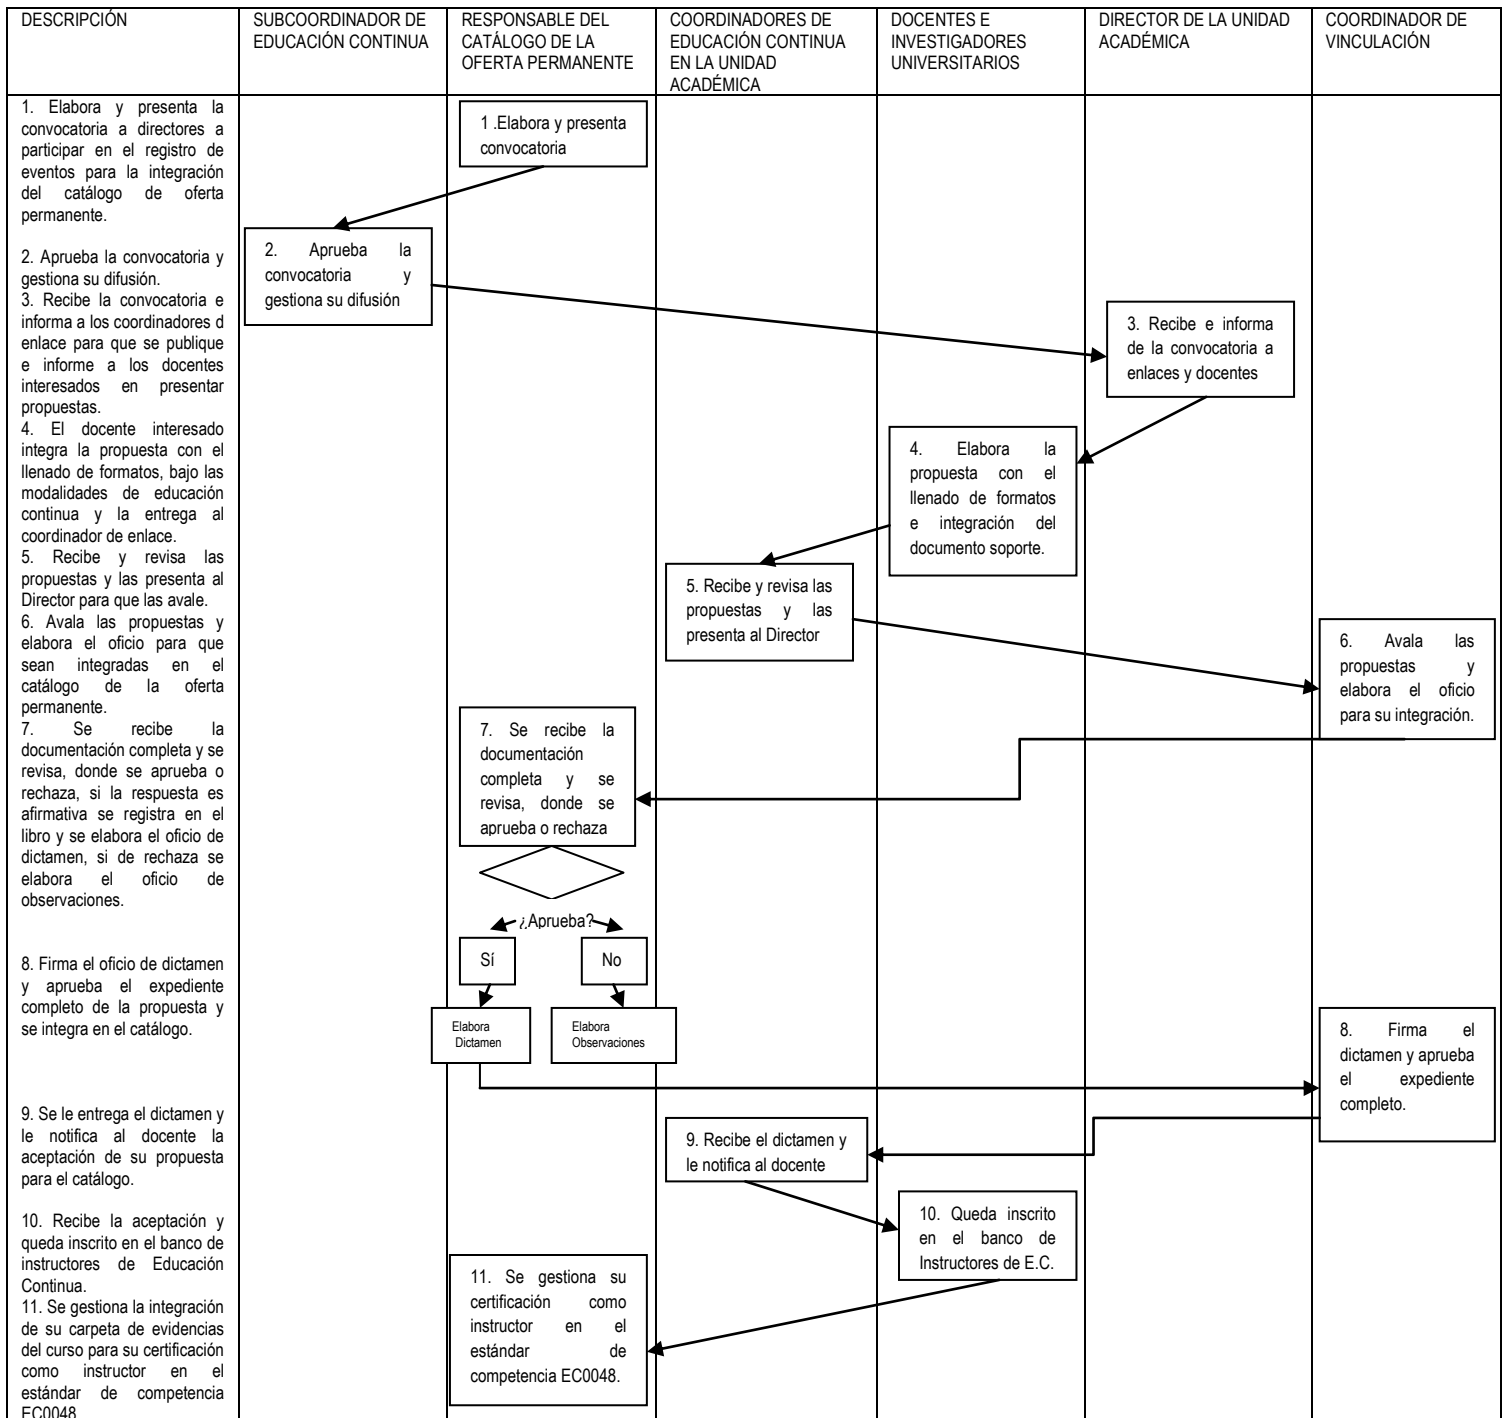 DESCRIPCIÓN
SUBCOORDINADOR DE
EDUCACIÓN CONTINUA
RESPONSABLE DEL
CATÁLOGO DE LA
OFERTA PERMANENTE
COORDINADORES DE
EDUCACIÓN CONTINUA
EN LA UNIDAD
ACADÉMICA
DOCENTES E
INVESTIGADORES
UNIVERSITARIOS
DIRECTOR DE LA UNIDAD
ACADÉMICA
COORDINADOR DE
VINCULACIÓN
1. Elabora y presenta la
convocatoria a directores a
participar en el registro de
eventos para la integración
del catálogo de oferta
permanente.
2. Aprueba la convocatoria y
gestiona su difusión.
3. Recibe la convocatoria e
informa a los coordinadores d
enlace para que se publique
e informe a los docentes
interesados en presentar
propuestas.
4. El docente interesado
integra la propuesta con el
llenado de formatos, bajo las
modalidades de educación
continua y la entrega al
coordinador de enlace.
5. Recibe y revisa las
propuestas y las presenta al
Director para que las avale.
6. Avala las propuestas y
elabora el oficio para que
sean integradas en el
catálogo de la oferta
permanente.
7. Se recibe la
documentación completa y se
revisa, donde se aprueba o
rechaza, si la respuesta es
afirmativa se registra en el
libro y se elabora el oficio de
dictamen, si de rechaza se
elabora el oficio de
observaciones.
8. Firma el oficio de dictamen
y aprueba el expediente
completo de la propuesta y
se integra en el catálogo.
9. Se le entrega el dictamen y
le notifica al docente la
aceptación de su propuesta
para el catálogo.
10. Recibe la aceptación y
queda inscrito en el banco de
instructores de Educación
Continua.
11. Se gestiona la integración
de su carpeta de evidencias
del curso para su certificación
como instructor en el
estándar de competencia
EC0048
1 .Elabora y presenta
convocatoria
2. Aprueba la
convocatoria y
gestiona su difusión
3. Recibe e informa
de la convocatoria a
enlaces y docentes
4. Elabora la
propuesta con el
llenado de formatos
e integración del
documento soporte.
5. Recibe y revisa las
propuestas y las
presenta al Director
6. Avala las
propuestas y
elabora el oficio
para su integración.
7. Se recibe la
documentación
completa y se
revisa, donde se
aprueba o rechaza
¿Aprueba?
Sí
No
Elabora
Dictamen
Elabora
Observaciones
8. Firma el
dictamen y aprueba
el expediente
completo.
9. Recibe el dictamen y
le notifica al docente
10. Queda inscrito
en el banco de
Instructores de E.C.
11. Se gestiona su
certificación como
instructor en el
estándar de
competencia EC0048.